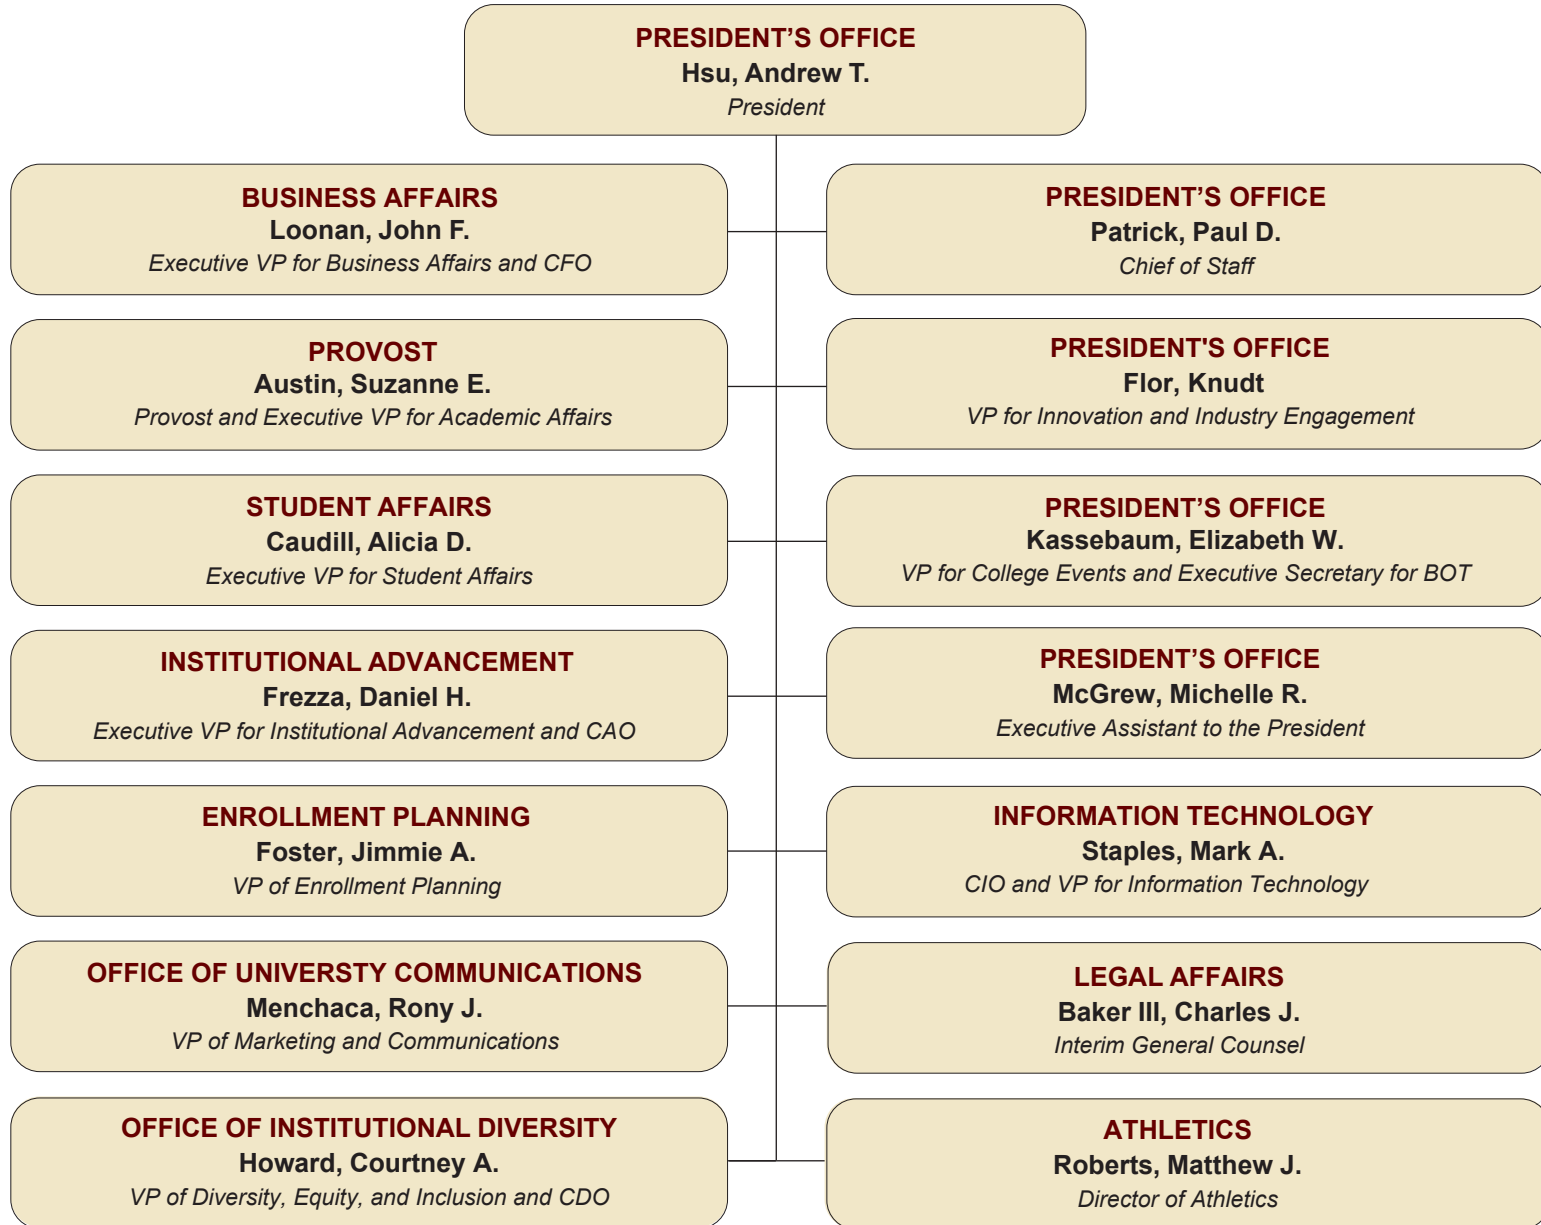 PRESIDENT’S OFFICE
Hsu, Andrew T.
President
BUSINESS AFFAIRS
Loonan, John F.
Executive VP for Business Affairs and CFO
PRESIDENT’S OFFICE
Patrick, Paul D.
Chief of Staff
PROVOST
Austin, Suzanne E.
Provost and Executive VP for Academic Affairs
PRESIDENT'S OFFICE
Flor, Knudt
VP for Innovation and Industry Engagement
STUDENT AFFAIRS
Caudill, Alicia D.
Executive VP for Student Affairs
PRESIDENT’S OFFICE
Kassebaum, Elizabeth W.
VP for College Events and Executive Secretary for BOT
INSTITUTIONAL ADVANCEMENT
Frezza, Daniel H.
Executive VP for Institutional Advancement and CAO
PRESIDENT’S OFFICE
McGrew, Michelle R.
Executive Assistant to the President
ENROLLMENT PLANNING
Foster, Jimmie A.
VP of Enrollment Planning
INFORMATION TECHNOLOGY
Staples, Mark A.
CIO and VP for Information Technology
OFFICE OF UNIVERSTY COMMUNICATIONS
Menchaca, Rony J.
VP of Marketing and Communications
LEGAL AFFAIRS
Baker III, Charles J.
Interim General Counsel
OFFICE OF INSTITUTIONAL DIVERSITY
Howard, Courtney A.
VP of Diversity, Equity, and Inclusion and CDO
ATHLETICS
Roberts, Matthew J.
Director of Athletics